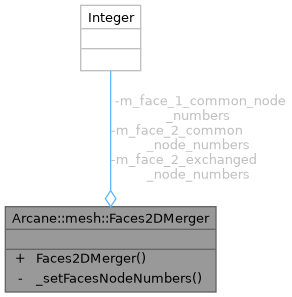 Integer
-m_face_1_common_node
_numbers
-m_face_2_common
_node_numbers
-m_face_2_exchanged
_node_numbers
Arcane::mesh::Faces2DMerger
+ Faces2DMerger()
- _setFacesNodeNumbers()